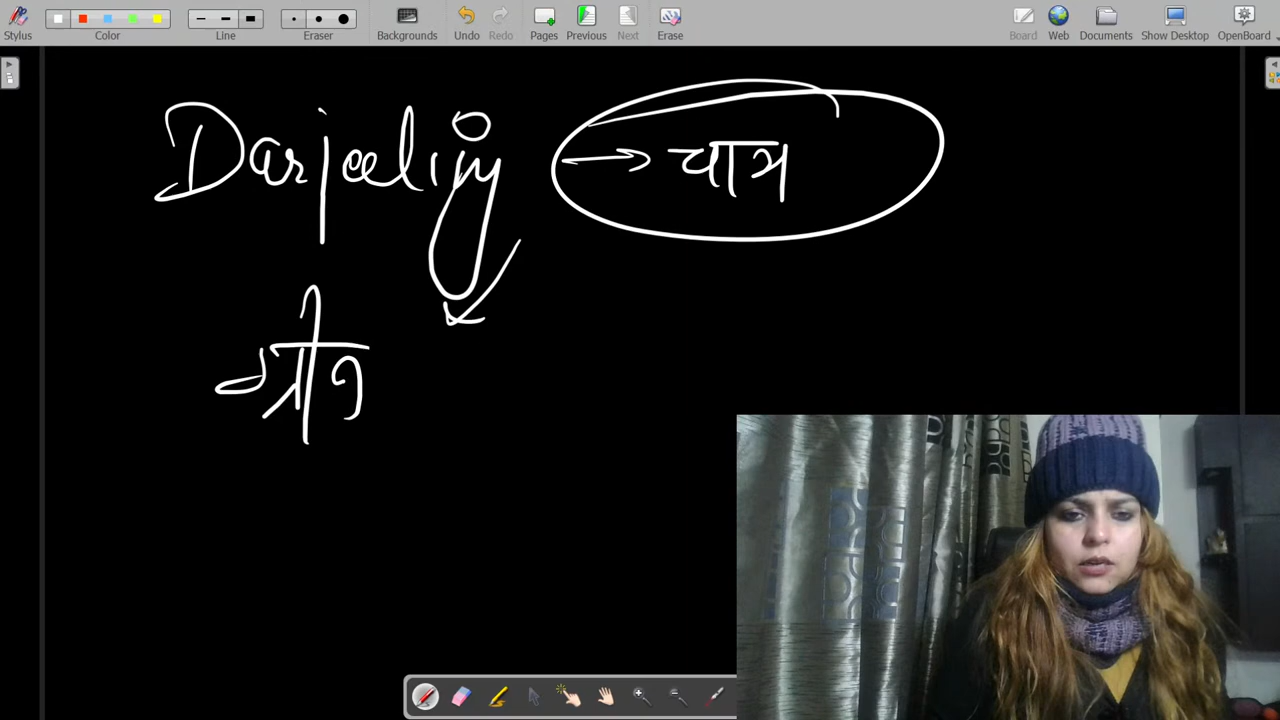 Stylus
Color
Line
Eraser
Backgrounds
Undo
Redo
Pages
Previous
Next
Erase
Board
Web
Documents
Show Desktop
OpenBoard
Darjeeling → चात्र